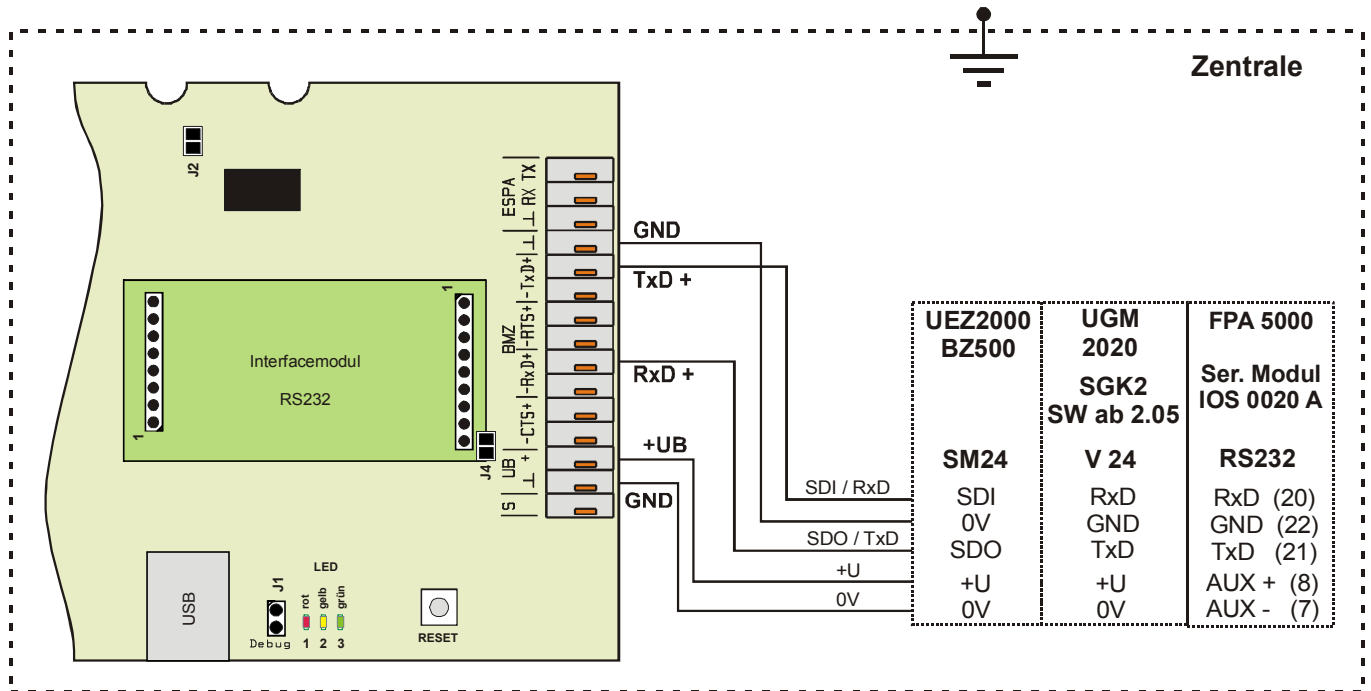 Zentrale
J2
ESPA
⊥ RX TX
GND
TxD +
RxD +
+UB
GND
BMZ
-CTS+|-RxD+|-RTS+|-TxD+|⊥
UB
⊥ +
S
1
1
Interfacemodul
RS232
J4
UEZ2000
BZ500
SM24
SDI
0V
SDO
+U
0V
UGM
2020
SGK2
SW ab 2.05
V 24
RxD
GND
TxD
+U
0V
FPA 5000
Ser. Modul
IOS 0020 A
RS232
RxD (20)
GND (22)
TxD (21)
AUX + (8)
AUX - (7)
SDI / RxD
SDO / TxD
+U
0V
USB
J1
Debug
LED
rot
gelb
grün
1 2 3
RESET